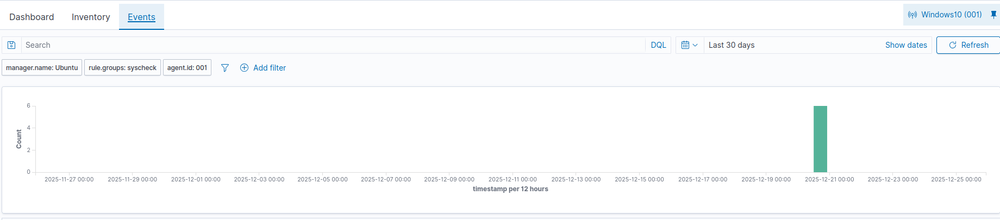 Dashboard Inventory Events Windows10 (001)
Search DQL Last 30 days Show dates Refresh
manager.name: Ubuntu rule.groups: syscheck agent.id: 001 Add filter
6
4
2
0
Count
2025-11-27 00:00 2025-11-29 00:00 2025-12-01 00:00 2025-12-03 00:00 2025-12-05 00:00 2025-12-07 00:00 2025-12-09 00:00 2025-12-11 00:00 2025-12-13 00:00 2025-12-15 00:00 2025-12-17 00:00 2025-12-19 00:00 2025-12-21 00:00 2025-12-23 00:00 2025-12-25 00:00
timestamp per 12 hours